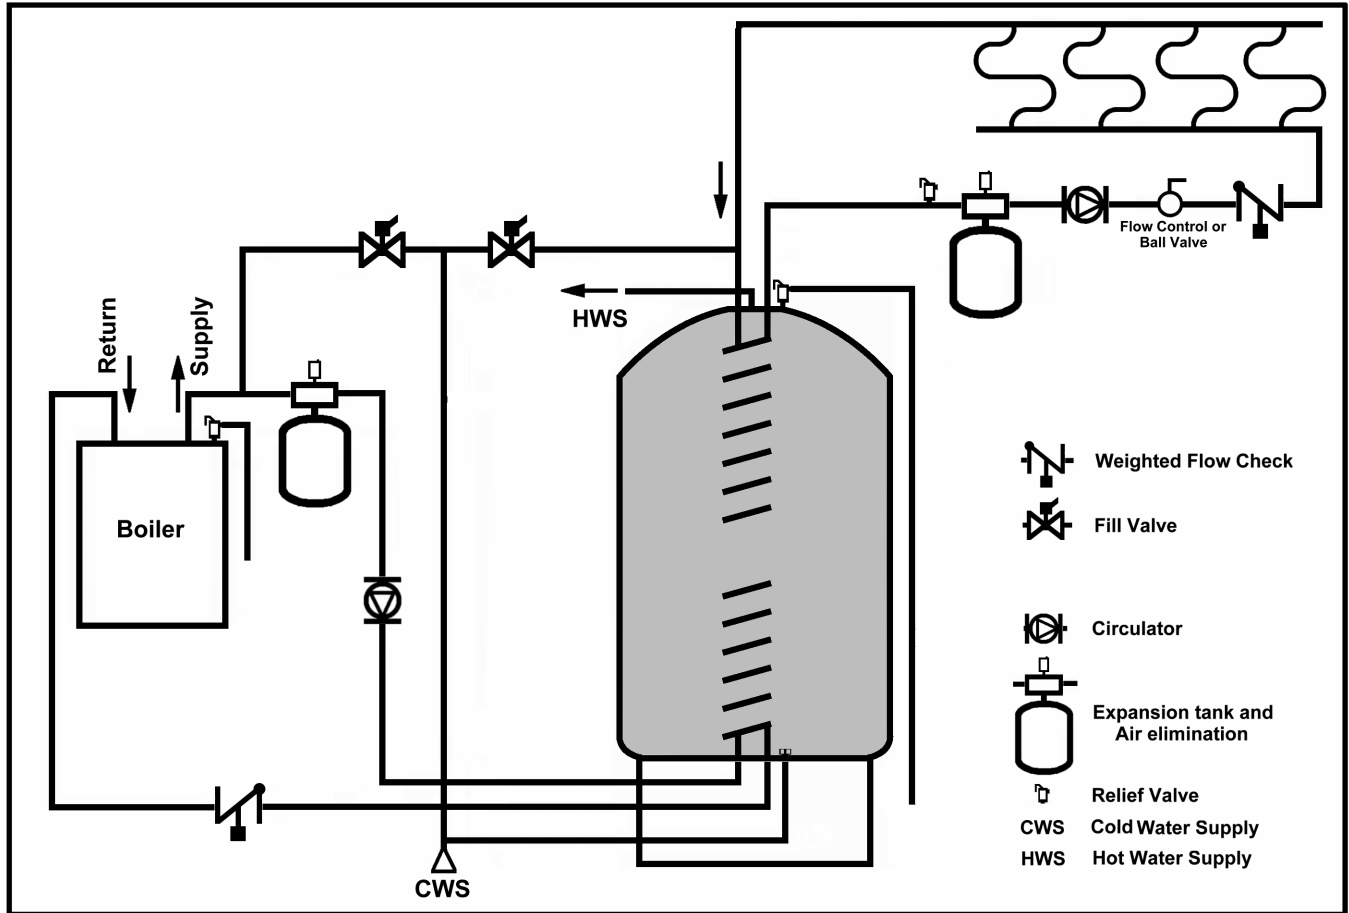 Flow Control or
Ball Valve
HWS
Return
Supply
Boiler
CWS
Weighted Flow Check
Fill Valve
Circulator
Expansion tank and
Air elimination
Relief Valve
CWS Cold Water Supply
HWS Hot Water Supply